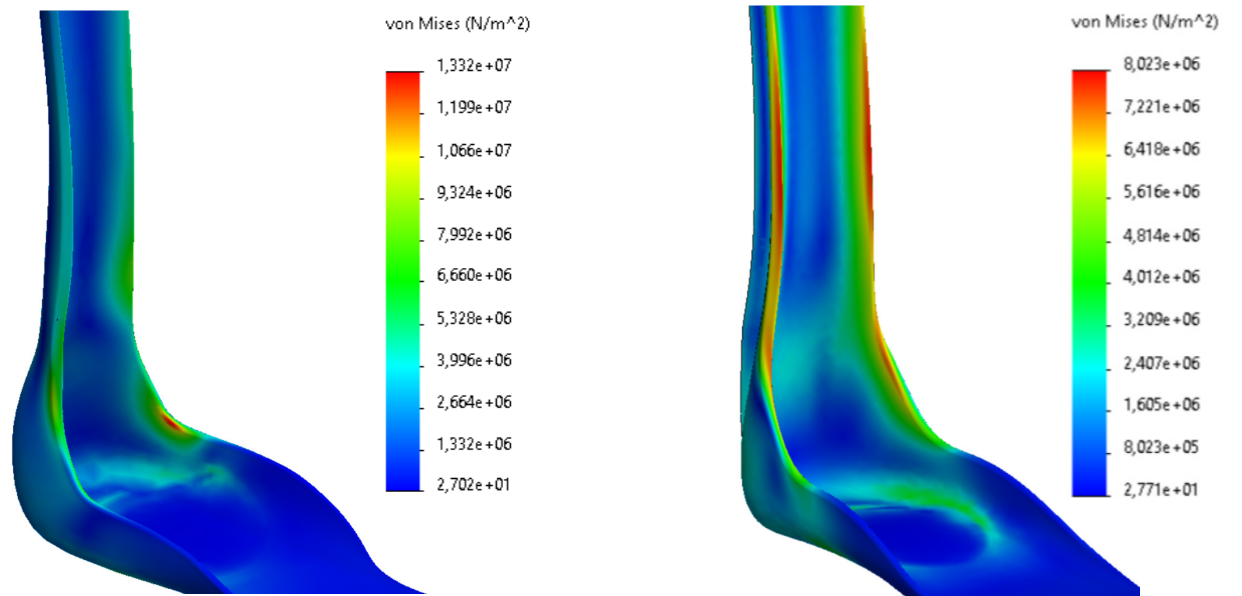 von Mises (N/m^2)
1,332e+07
1,199e+07
1,066e+07
9,324e+06
7,992e+06
6,660e+06
5,328e+06
3,996e+06
2,664e+06
1,332e+06
2,702e+01
von Mises (N/m^2)
8,023e+06
7,221e+06
6,418e+06
5,616e+06
4,814e+06
4,012e+06
3,209e+06
2,407e+06
1,605e+06
8,023e+05
2,771e+01